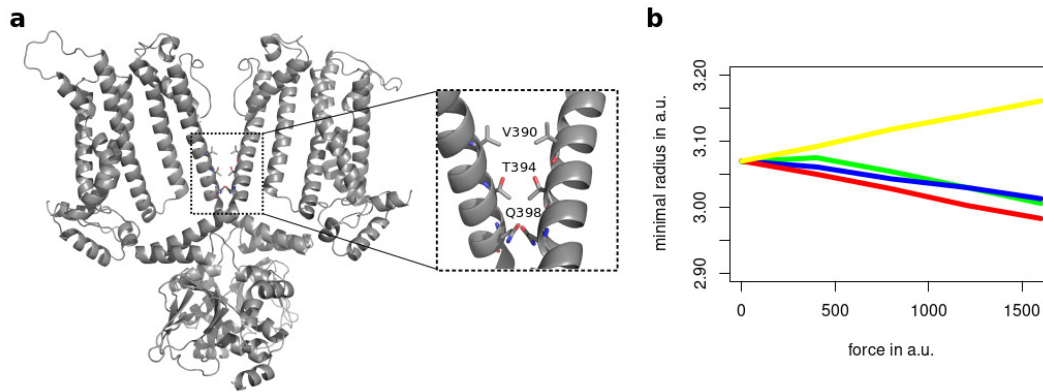 a
V390
T394
Q398
b
minimal radius in a.u.
3.20
3.10
3.00
2.90
0
500
1000
1500
force in a.u.